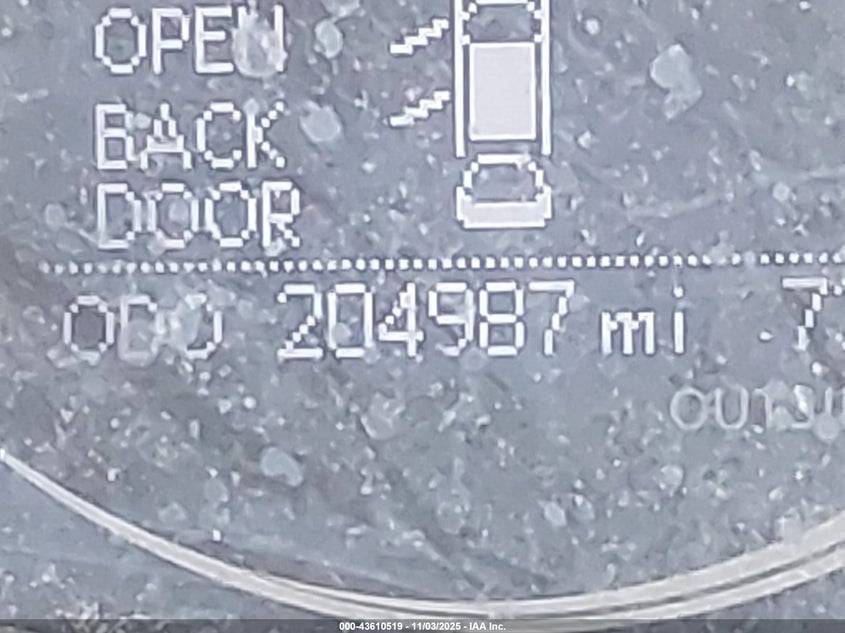 OPEN
BACK
DOOR
ODO 204987 mi
000-43610519 - 11/03/2025 - IAA Inc.